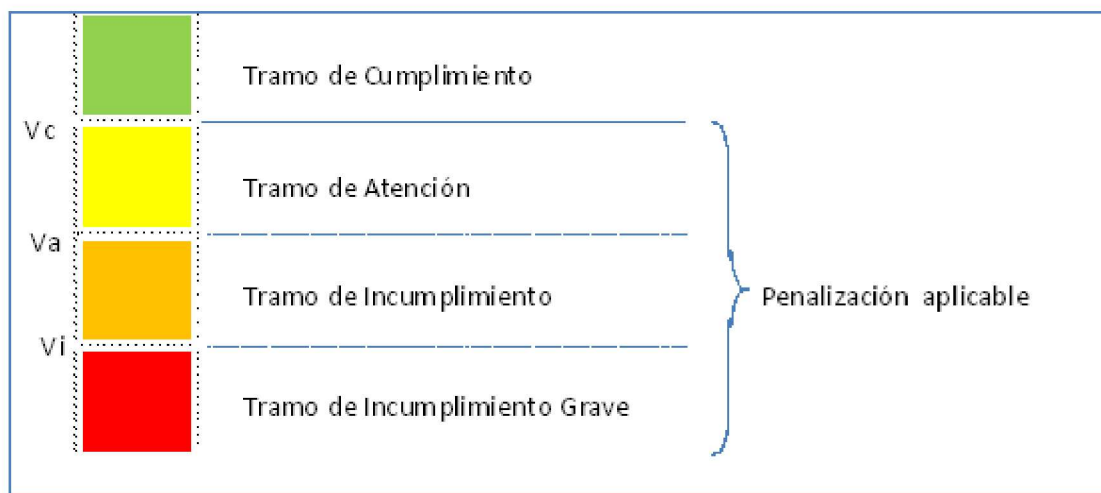 Tramo de Cumplimiento
Vc
Tramo de Atención
Va
Tramo de Incumplimiento
Penalización aplicable
Vi
Tramo de Incumplimiento Grave